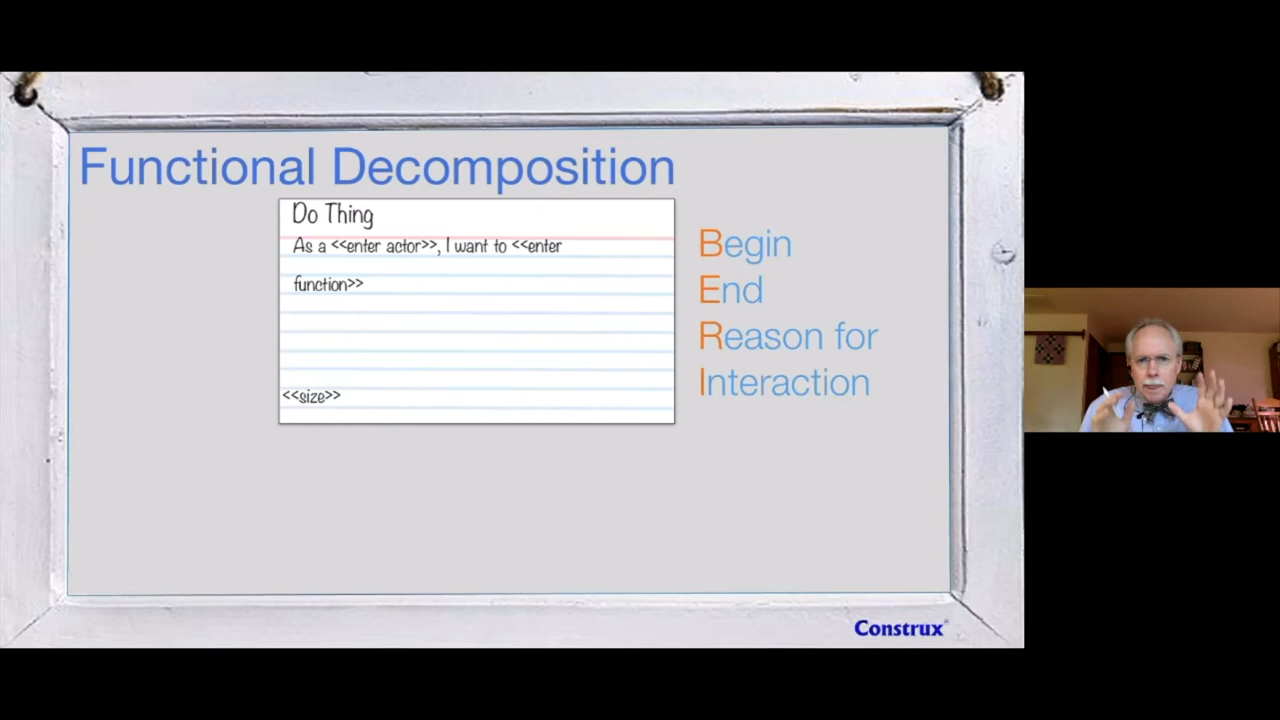 Functional Decomposition
Do Thing
As a <<enter actor>>, I want to <<enter
function>>
<<size>>
Begin
End
Reason for
Interaction
Construx